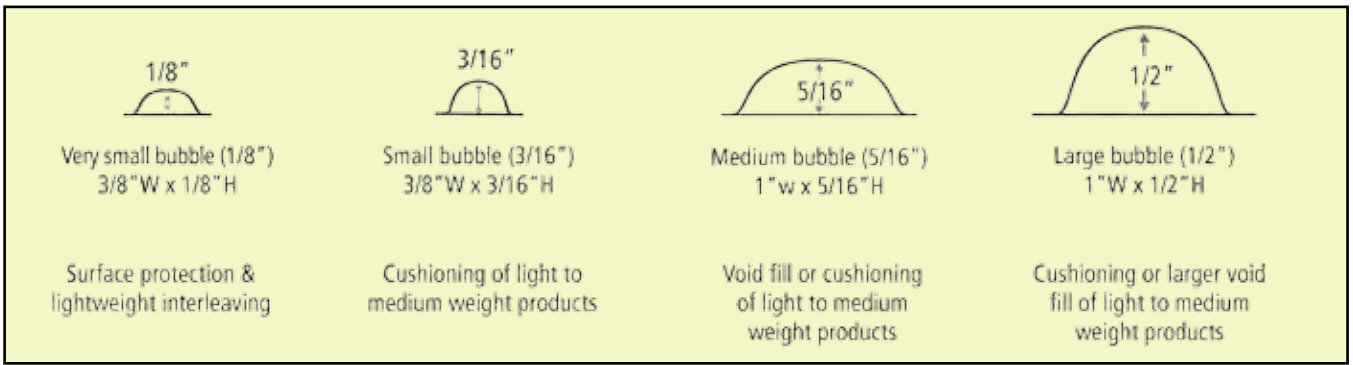 1/8"
3/16"
5/16"
1/2"
Very small bubble (1/8")
3/8"W x 1/8"H
Small bubble (3/16")
3/8"W x 3/16"H
Medium bubble (5/16")
1"w x 5/16"H
Large bubble (1/2")
1"W x 1/2"H
Surface protection &
lightweight interleaving
Cushioning of light to
medium weight products
Void fill or cushioning
of light to medium
weight products
Cushioning or larger void
fill of light to medium
weight products